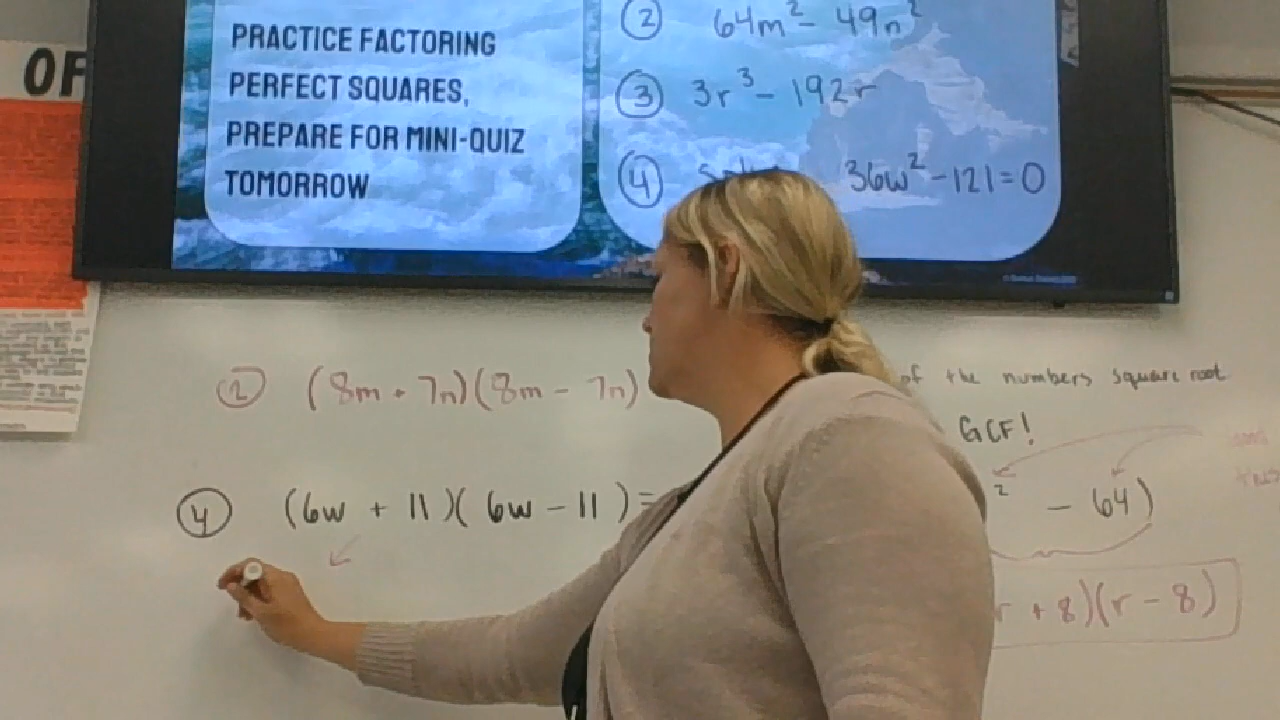 OF
PRACTICE FACTORING
PERFECT SQUARES,
PREPARE FOR MINI-QUIZ
TOMORROW
② 64m² - 49n²
③ 3r³ - 192r
④ 36w² - 121 = 0
② (8m + 7n)(8m - 7n)
④ (6w + 11)(6w - 11) =
of the numbers square root
GCF!
² - 64)
r + 8)(r - 8)